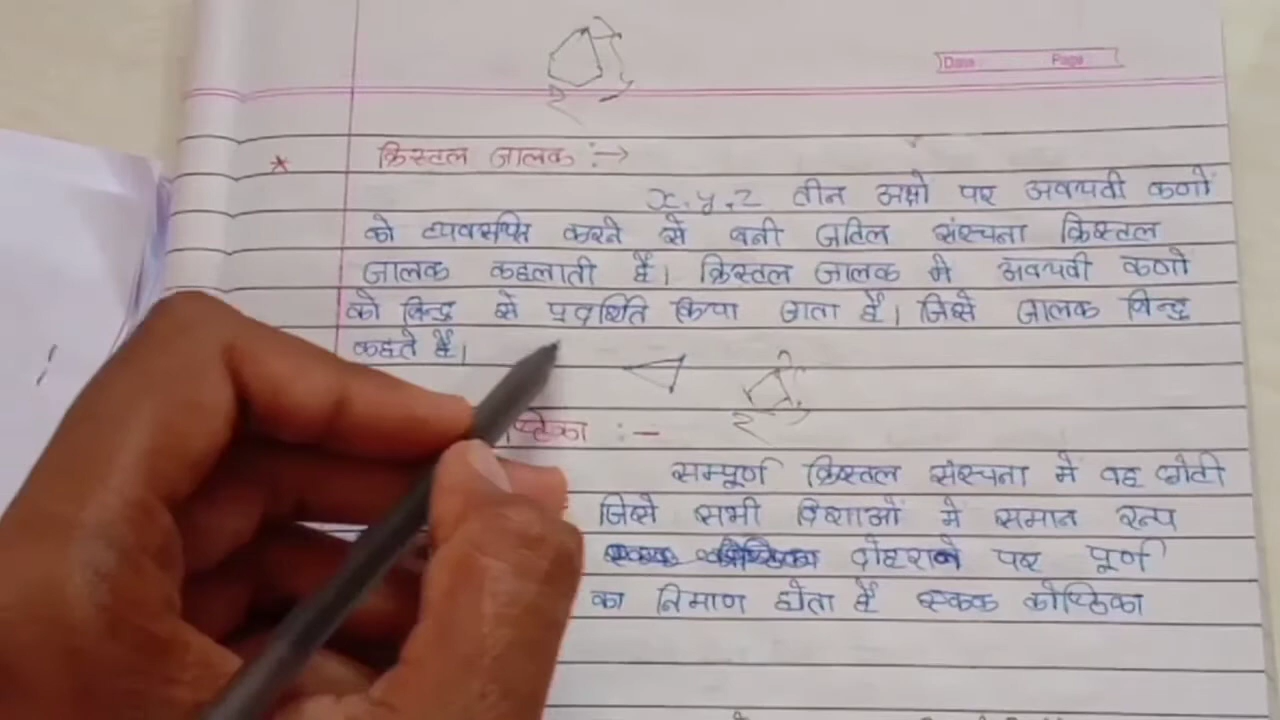 Date Page
* क्रिस्टल जालक :→
x, y, z तीन अक्षो पर अवयवी कणों
को व्यवस्थित करने से बनी जटिल संरचना क्रिस्टल
जालक कहलाती है। क्रिस्टल जालक मे अवयवी कणो
को बिन्दु से प्रदर्शित किया जाता है। जिसे जालक बिन्दु
कहते है।
ष्टिका :-
सम्पूर्ण क्रिस्टल संरचना मे वह छोटी
जिसे सभी दिशाओं मे समान रूप
दोहराने पर पूर्ण
का निमाण होता है एकक कोष्ठिका